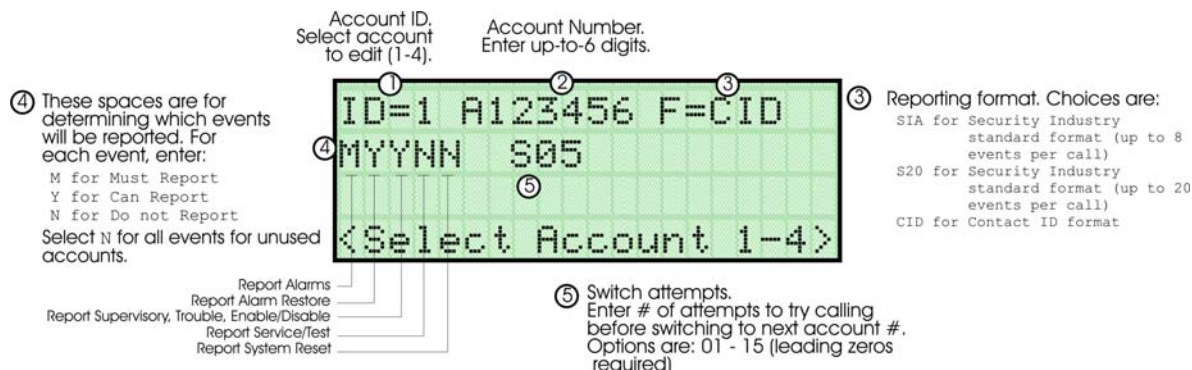 Account ID.
Select account
to edit (1-4).
Account Number.
Enter up-to-6 digits.
④ These spaces are for
determining which events
will be reported. For
each event, enter:
M for Must Report
Y for Can Report
N for Do not Report
Select N for all events for unused
accounts.
① ② ③
ID=1 A123456 F=CID
④ MYYNN S05
⑤
<Select Account 1-4>
③ Reporting format. Choices are:
SIA for Security Industry
standard format (up to 8
events per call)
S20 for Security Industry
standard format (up to 20
events per call)
CID for Contact ID format
Report Alarms
Report Alarm Restore
Report Supervisory, Trouble, Enable/Disable
Report Service/Test
Report System Reset
⑤ Switch attempts.
Enter # of attempts to try calling
before switching to next account #.
Options are: 01 - 15 (leading zeros
required)